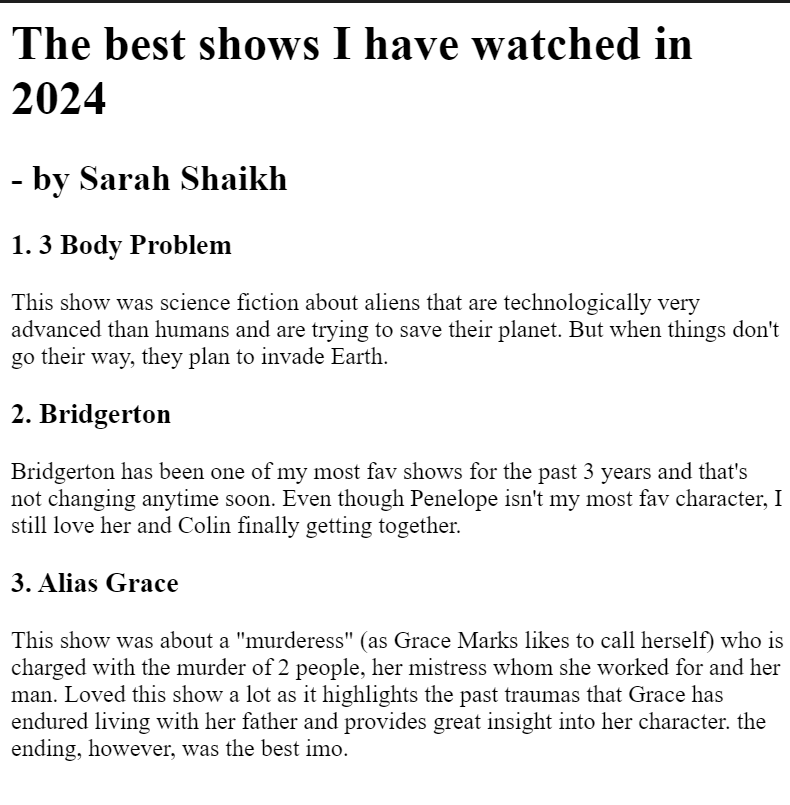 The best shows I have watched in
2024
- by Sarah Shaikh
1. 3 Body Problem
This show was science fiction about aliens that are technologically very
advanced than humans and are trying to save their planet. But when things don't
go their way, they plan to invade Earth.
2. Bridgerton
Bridgerton has been one of my most fav shows for the past 3 years and that's
not changing anytime soon. Even though Penelope isn't my most fav character, I
still love her and Colin finally getting together.
3. Alias Grace
This show was about a "murderess" (as Grace Marks likes to call herself) who is
charged with the murder of 2 people, her mistress whom she worked for and her
man. Loved this show a lot as it highlights the past traumas that Grace has
endured living with her father and provides great insight into her character. the
ending, however, was the best imo.